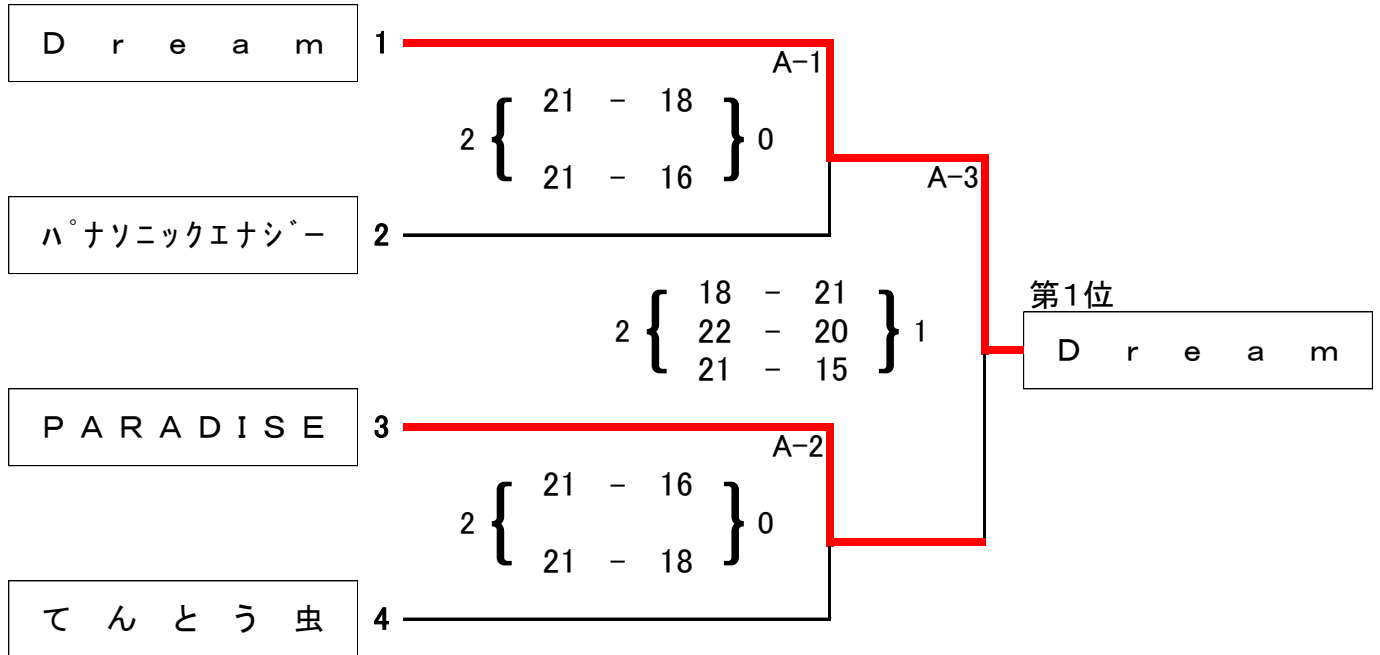 Ｄｒｅａｍ 1
A-1
21 - 18
2 { } 0
21 - 16
A-3
ﾊﾟﾅｿﾆｯｸｴﾅｼﾞｰ 2
18 - 21
第1位
2 { 22 - 20 } 1
Ｄｒｅａｍ
21 - 15
ＰＡＲＡＤＩＳＥ 3
A-2
21 - 16
2 { } 0
21 - 18
てんとう虫 4